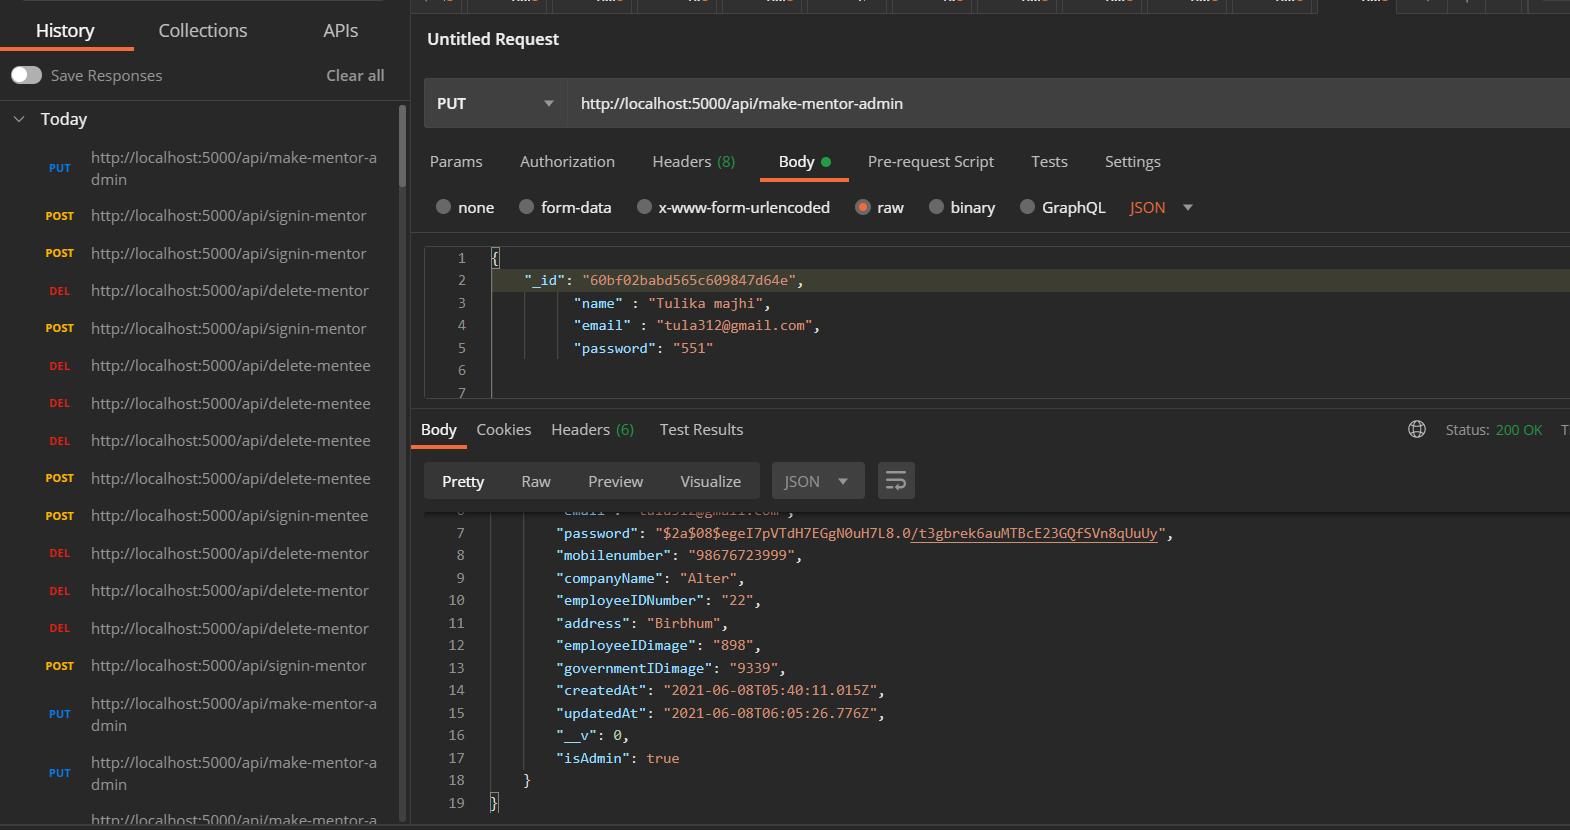 History Collections APIs
Save Responses Clear all
Today
PUT http://localhost:5000/api/make-mentor-a
dmin
POST http://localhost:5000/api/signin-mentor
POST http://localhost:5000/api/signin-mentor
DEL http://localhost:5000/api/delete-mentor
POST http://localhost:5000/api/signin-mentor
DEL http://localhost:5000/api/delete-mentee
DEL http://localhost:5000/api/delete-mentee
DEL http://localhost:5000/api/delete-mentee
POST http://localhost:5000/api/delete-mentee
POST http://localhost:5000/api/signin-mentee
DEL http://localhost:5000/api/delete-mentor
DEL http://localhost:5000/api/delete-mentor
DEL http://localhost:5000/api/delete-mentor
POST http://localhost:5000/api/signin-mentor
PUT http://localhost:5000/api/make-mentor-a
dmin
PUT http://localhost:5000/api/make-mentor-a
dmin
http://localhost:5000/api/make-mentor-a
Untitled Request
PUT http://localhost:5000/api/make-mentor-admin
Params Authorization Headers (8) Body Pre-request Script Tests Settings
none form-data x-www-form-urlencoded raw binary GraphQL JSON
1 {
2 "_id": "60bf02babd565c609847d64e",
3 "name" : "Tulika majhi",
4 "email" : "tula312@gmail.com",
5 "password": "551"
6
7
Body Cookies Headers (6) Test Results Status: 200 OK T
Pretty Raw Preview Visualize JSON
6 "email": "tula312@gmail.com",
7 "password": "$2a$08$egeI7pVTdH7EGgN0uH7L8.0/t3gbrek6auMTBcE23GQfSVn8qUuUy",
8 "mobilenumber": "98676723999",
9 "companyName": "Alter",
10 "employeeIDNumber": "22",
11 "address": "Birbhum",
12 "employeeIDimage": "898",
13 "governmentIDimage": "9339",
14 "createdAt": "2021-06-08T05:40:11.015Z",
15 "updatedAt": "2021-06-08T06:05:26.776Z",
16 "__v": 0,
17 "isAdmin": true
18 }
19 }